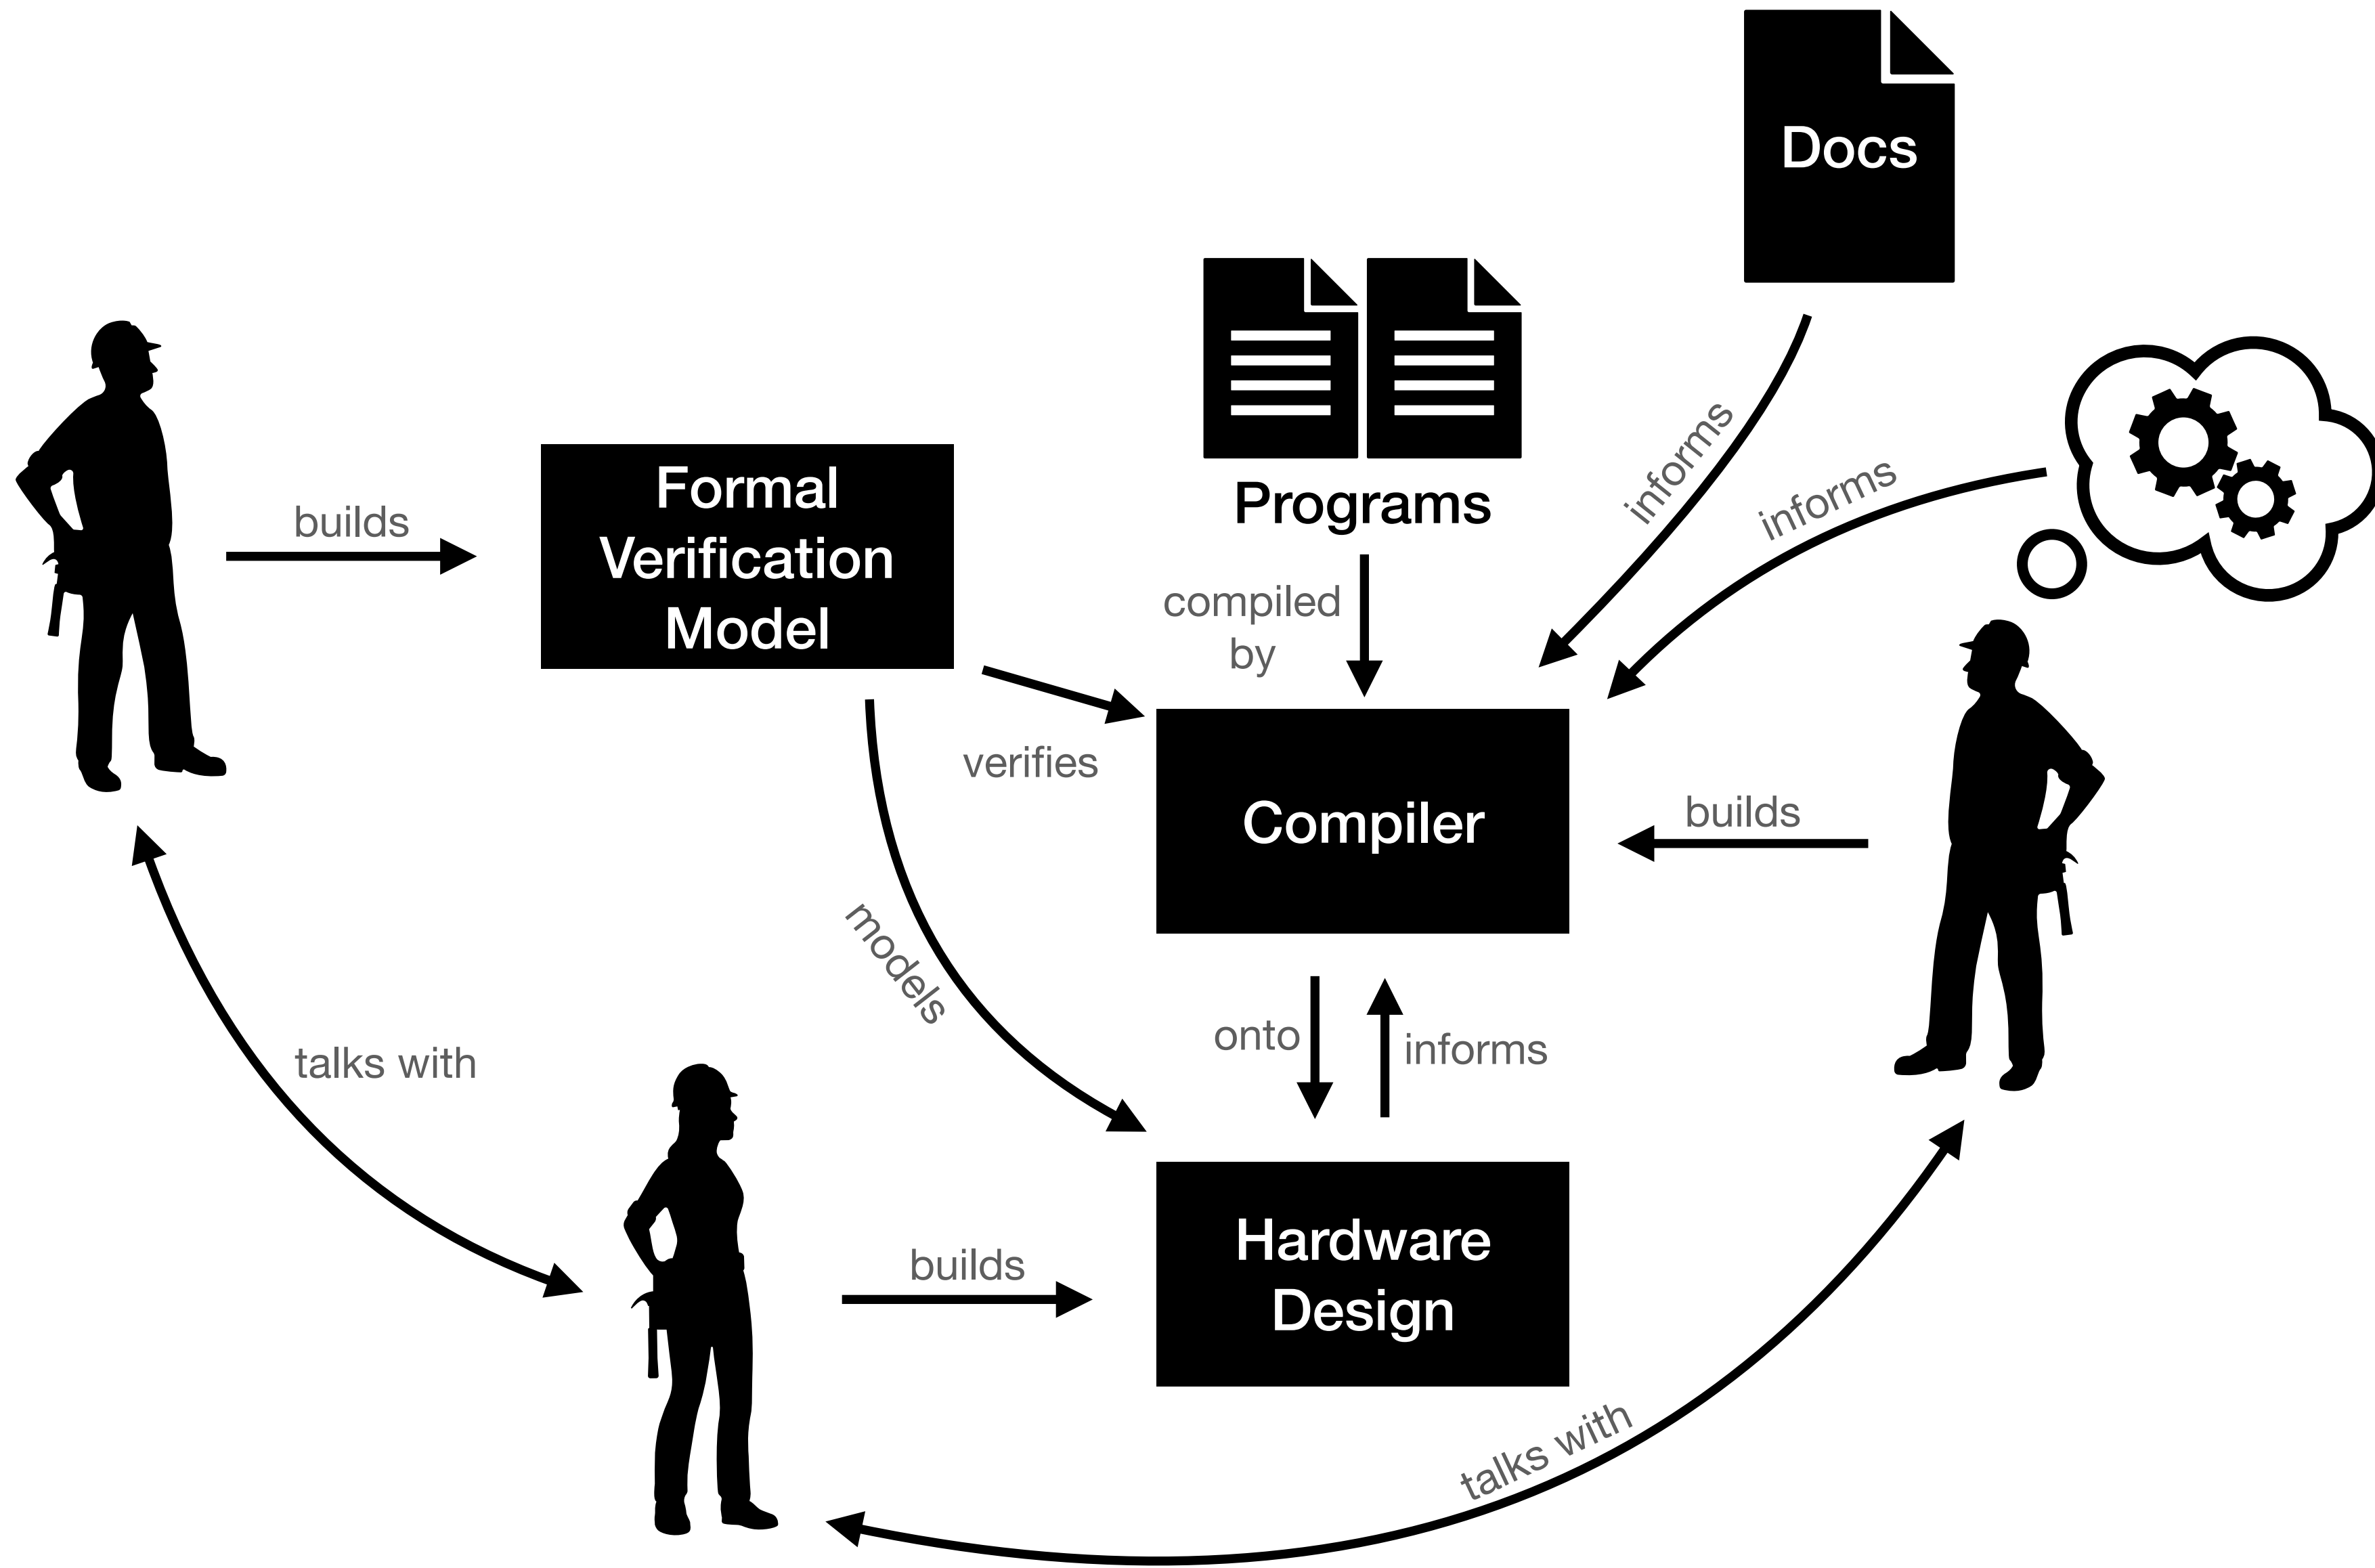 Docs
Programs
informs
informs
Formal
Verification
Model
builds
compiled
by
verifies
Compiler
builds
models
onto
informs
talks with
Hardware
Design
builds
talks with